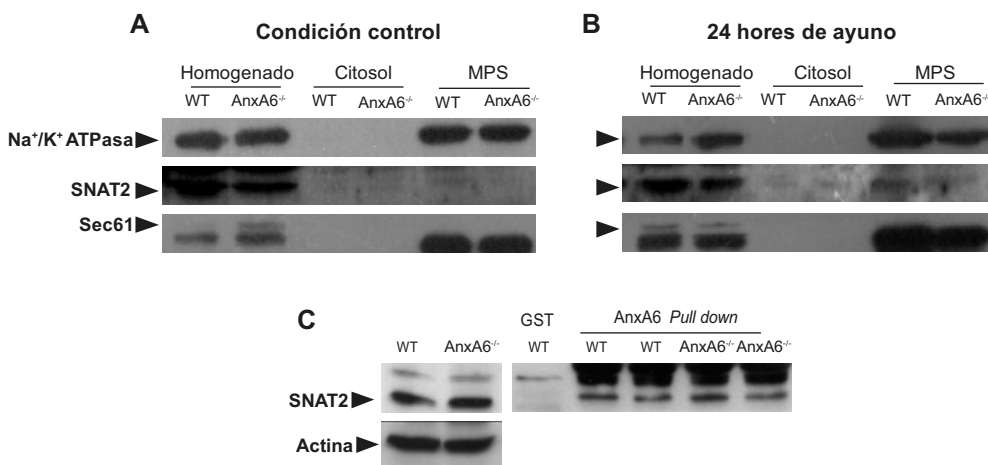 A
Condición control
Homogenado Citosol MPS
WT AnxA6-/- WT AnxA6-/- WT AnxA6-/-
Na+/K+ ATPasa
SNAT2
Sec61
B
24 hores de ayuno
Homogenado Citosol MPS
WT AnxA6-/- WT AnxA6-/- WT AnxA6-/-
C
GST AnxA6 Pull down
WT AnxA6-/- WT WT WT AnxA6-/- AnxA6-/-
SNAT2
Actina